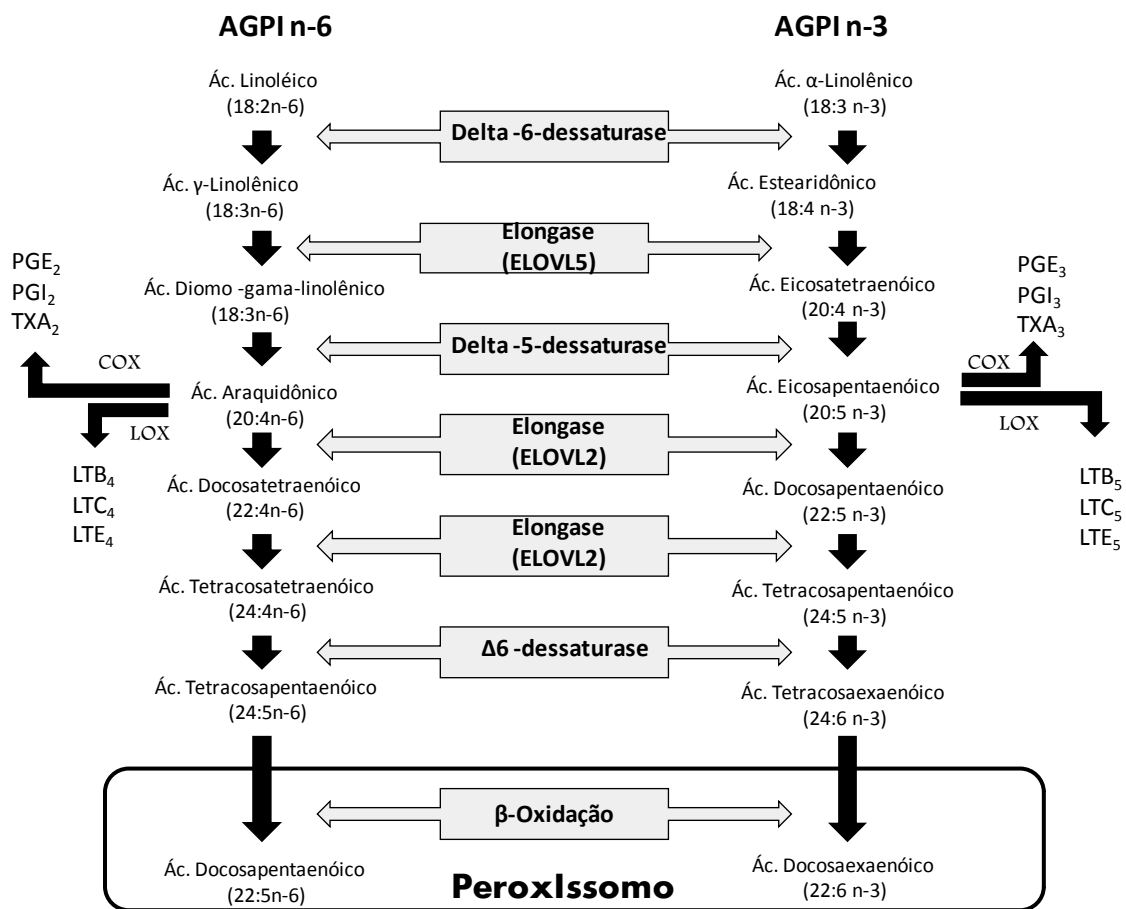 AGPI n-6
AGPI n-3
Ác. Linoléico
(18:2n-6)
Ác. α-Linolênico
(18:3 n-3)
Delta -6-dessaturase
Ác. γ-Linolênico
(18:3n-6)
Ác. Estearidônico
(18:4 n-3)
Elongase
(ELOVL5)
PGE₂
PGI₂
TXA₂
COX
LOX
LTB₄
LTC₄
LTE₄
Ác. Diomo -gama-linolênico
(18:3n-6)
Ác. Eicosatetraenóico
(20:4 n-3)
PGE₃
PGI₃
TXA₃
COX
LOX
LTB₅
LTC₅
LTE₅
Delta -5-dessaturase
Ác. Araquidônico
(20:4n-6)
Ác. Eicosapentaenóico
(20:5 n-3)
Elongase
(ELOVL2)
Ác. Docosatetraenóico
(22:4n-6)
Ác. Docosapentaenóico
(22:5 n-3)
Elongase
(ELOVL2)
Ác. Tetracosatetraenóico
(24:4n-6)
Ác. Tetracosapentaenóico
(24:5 n-3)
Δ6 -dessaturase
Ác. Tetracosapentaenóico
(24:5n-6)
Ác. Tetracosaexaenóico
(24:6 n-3)
β-Oxidação
Ác. Docosapentaenóico
(22:5n-6)
Ác. Docosaexaenóico
(22:6 n-3)
PeroxIssomo